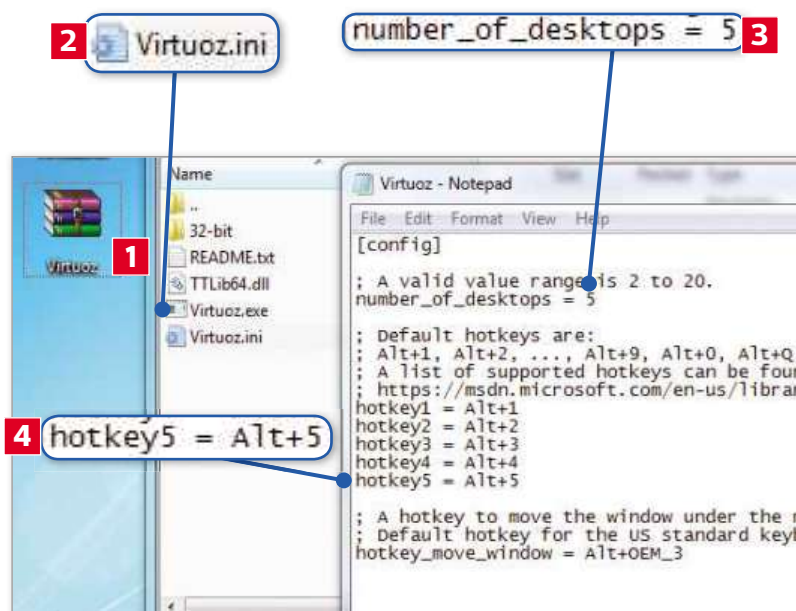 2 Virtuoz.ini
number_of_desktops = 5 3
Name
Virtuoz - Notepad
File Edit Format View Help
..
32-bit
README.txt
TTLib64.dll
Virtuoz.exe
Virtuoz.ini
Virtuoz 1
[config]
; A valid value range is 2 to 20.
number_of_desktops = 5
; Default hotkeys are:
; Alt+1, Alt+2, ..., Alt+9, Alt+0, Alt+Q
; A list of supported hotkeys can be foun
; https://msdn.microsoft.com/en-us/librar
hotkey1 = Alt+1
hotkey2 = Alt+2
hotkey3 = Alt+3
hotkey4 = Alt+4
hotkey5 = Alt+5
4 hotkey5 = Alt+5
; A hotkey to move the window under the m
; Default hotkey for the US standard keyb
hotkey_move_window = Alt+OEM_3